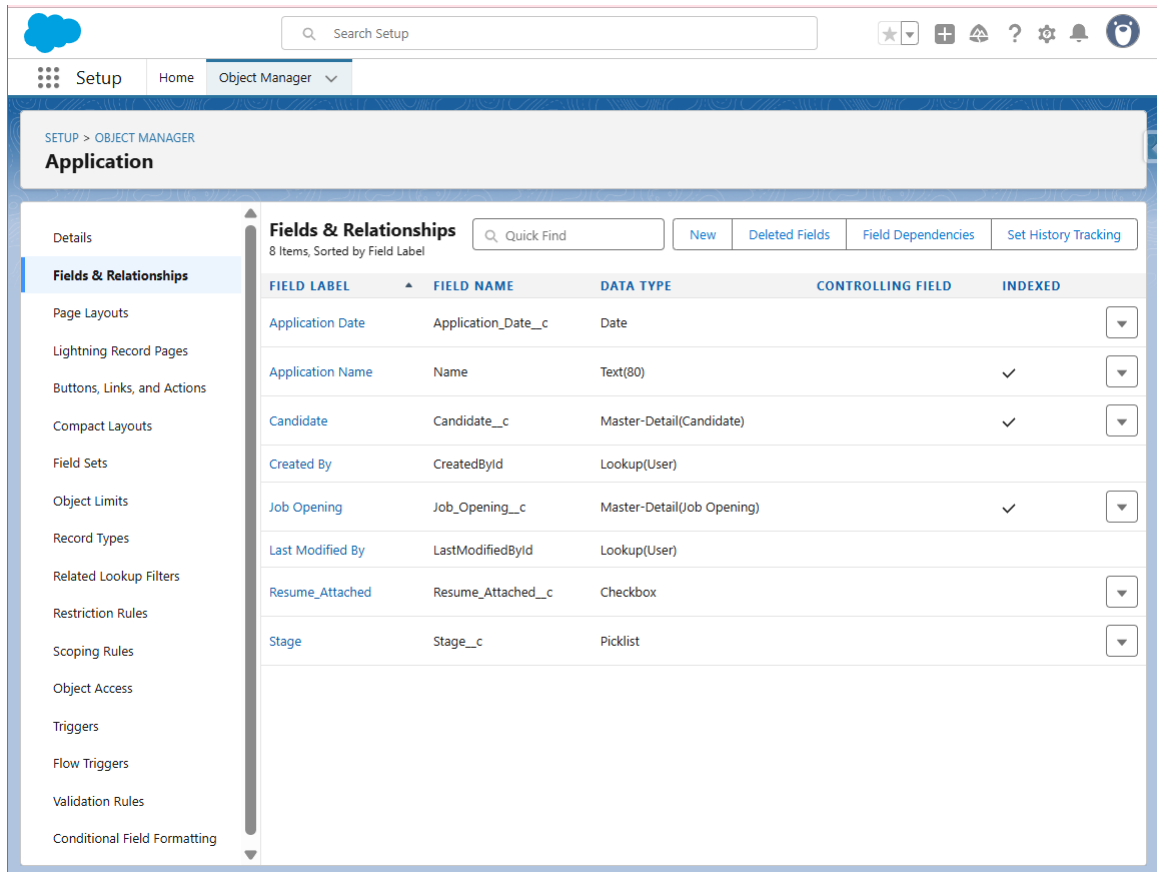 Search Setup
Setup
Home
Object Manager
SETUP > OBJECT MANAGER
Application
Details
Fields & Relationships
Page Layouts
Lightning Record Pages
Buttons, Links, and Actions
Compact Layouts
Field Sets
Object Limits
Record Types
Related Lookup Filters
Restriction Rules
Scoping Rules
Object Access
Triggers
Flow Triggers
Validation Rules
Conditional Field Formatting
Fields & Relationships
8 Items, Sorted by Field Label
Quick Find
New
Deleted Fields
Field Dependencies
Set History Tracking
FIELD LABEL FIELD NAME DATA TYPE CONTROLLING FIELD INDEXED
Application Date Application_Date__c Date
Application Name Name Text(80)
Candidate Candidate__c Master-Detail(Candidate)
Created By CreatedById Lookup(User)
Job Opening Job_Opening__c Master-Detail(Job Opening)
Last Modified By LastModifiedById Lookup(User)
Resume_Attached Resume_Attached__c Checkbox
Stage Stage__c Picklist